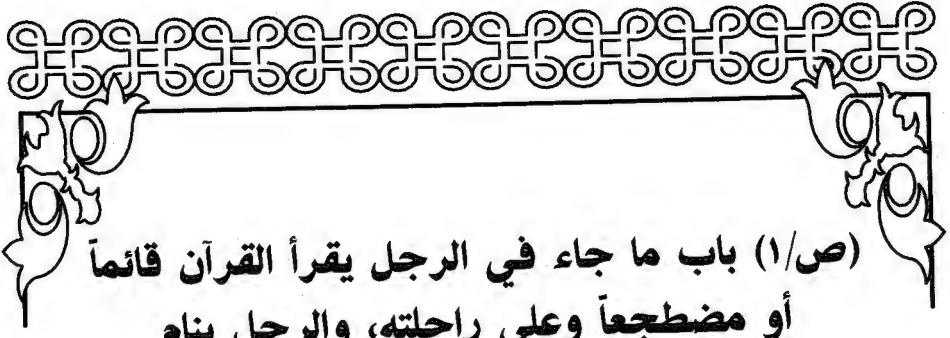 (ص/١) باب ما جاء في الرجل يقرأ القرآن قائماً
أو مضطجعاً وعلى راحلته، والرجل ينام